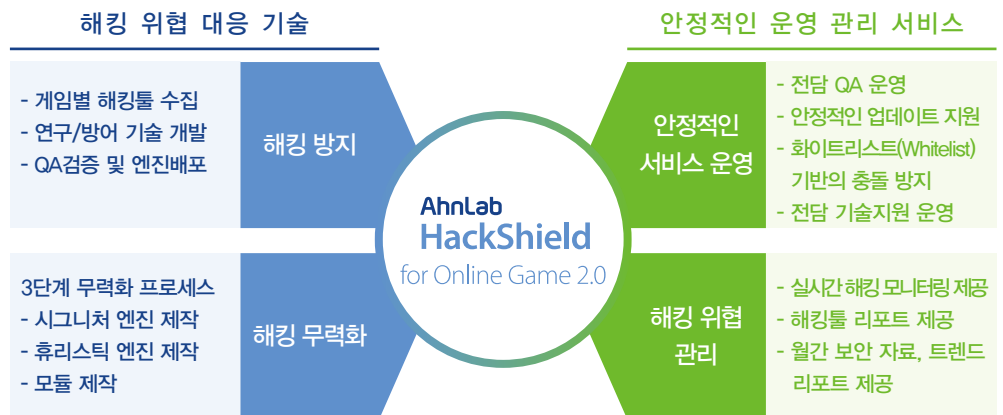 해킹 위협 대응 기술
- 게임별 해킹툴 수집
- 연구/방어 기술 개발
- QA검증 및 엔진배포
해킹 방지
3단계 무력화 프로세스
- 시그니처 엔진 제작
- 휴리스틱 엔진 제작
- 모듈 제작
해킹 무력화
AhnLab
HackShield
for Online Game 2.0
안정적인 운영 관리 서비스
안정적인
서비스 운영
- 전담 QA 운영
- 안정적인 업데이트 지원
- 화이트리스트(Whitelist)
기반의 충돌 방지
- 전담 기술지원 운영
해킹 위협
관리
- 실시간 해킹 모니터링 제공
- 해킹툴 리포트 제공
- 월간 보안 자료, 트렌드
리포트 제공